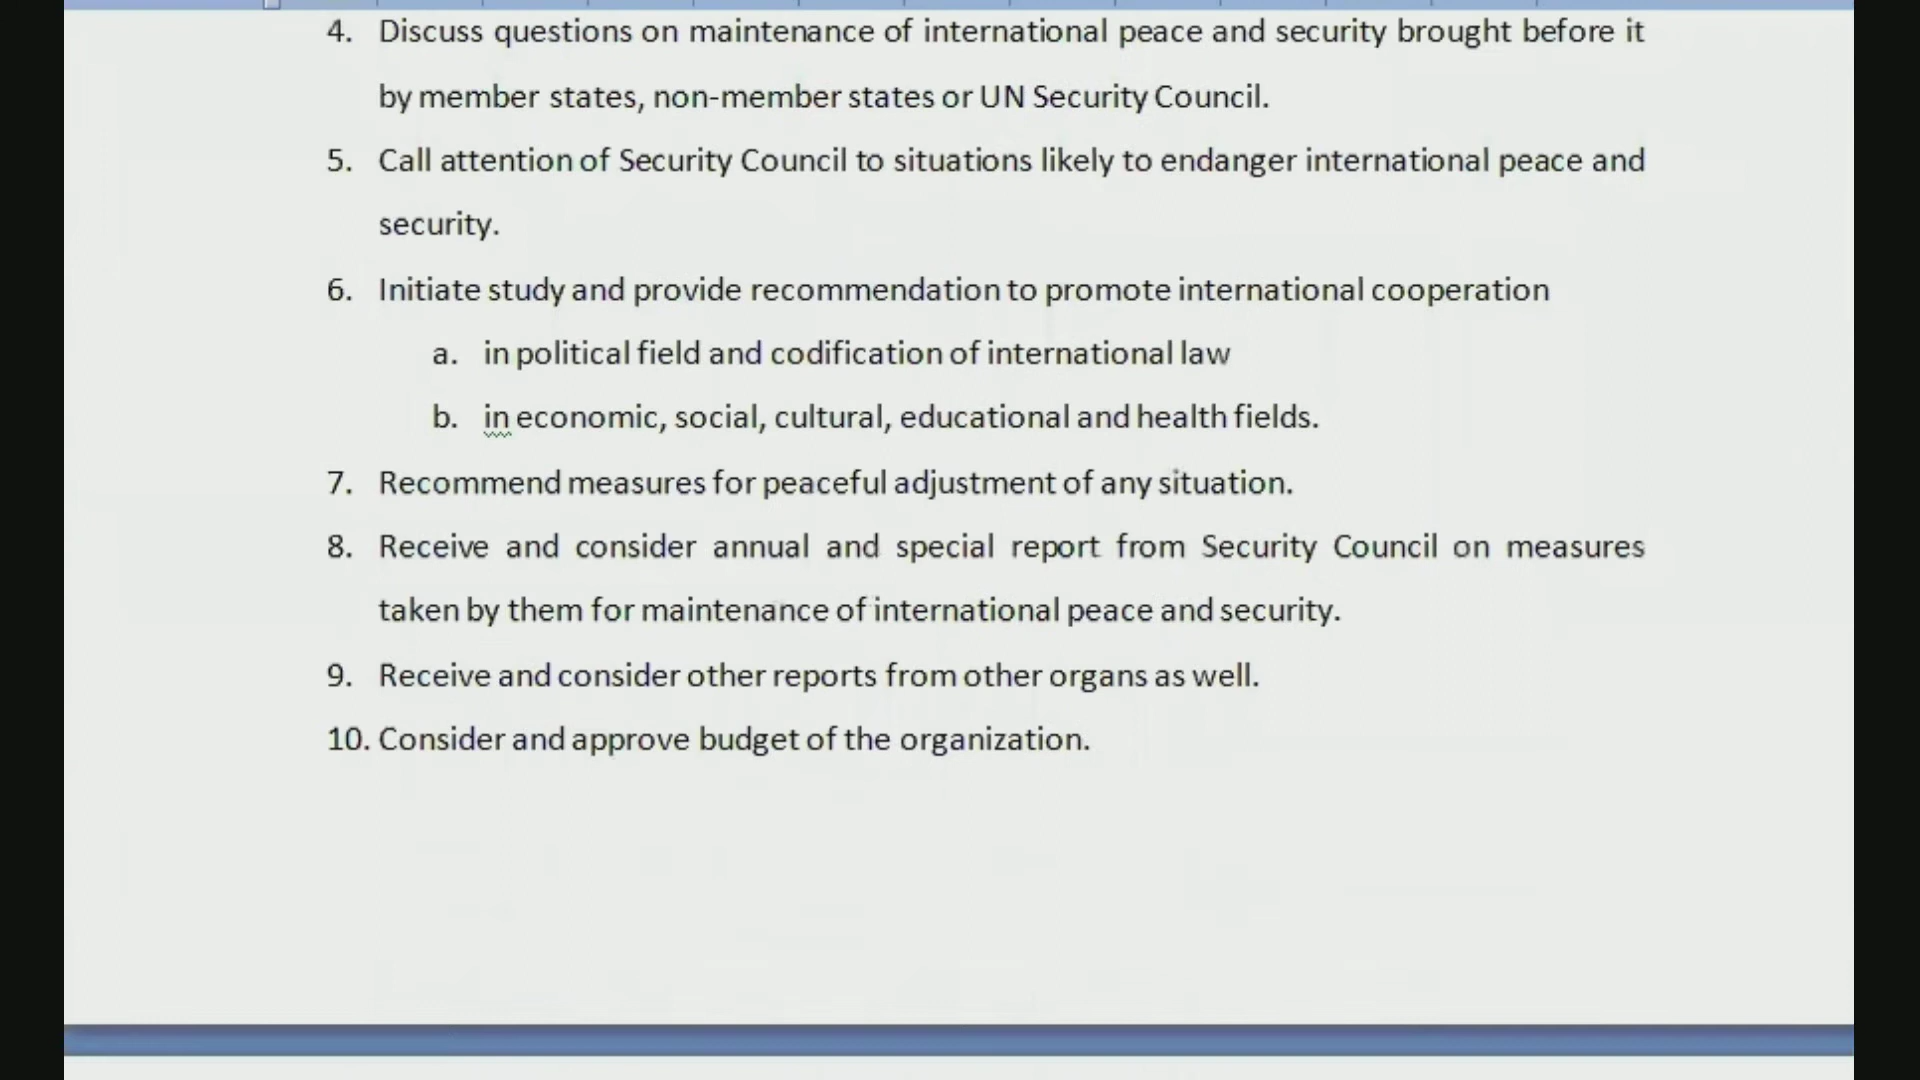 4. Discuss questions on maintenance of international peace and security brought before it
by member states, non-member states or UN Security Council.
5. Call attention of Security Council to situations likely to endanger international peace and
security.
6. Initiate study and provide recommendation to promote international cooperation
a. in political field and codification of international law
b. in economic, social, cultural, educational and health fields.
7. Recommend measures for peaceful adjustment of any situation.
8. Receive and consider annual and special report from Security Council on measures
taken by them for maintenance of international peace and security.
9. Receive and consider other reports from other organs as well.
10. Consider and approve budget of the organization.